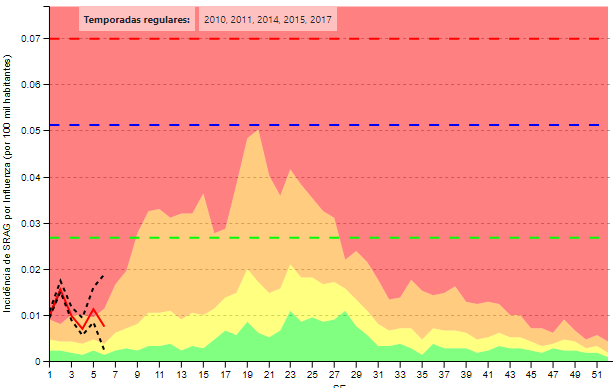 Temporadas regulares: 2010, 2011, 2014, 2015, 2017
Incidência de SRAG por Influenza (por 100 mil habitantes)
0.07
0.06
0.05
0.04
0.03
0.02
0.01
0
1 3 5 7 9 11 13 15 17 19 21 23 25 27 29 31 33 35 37 39 41 43 45 47 49 51